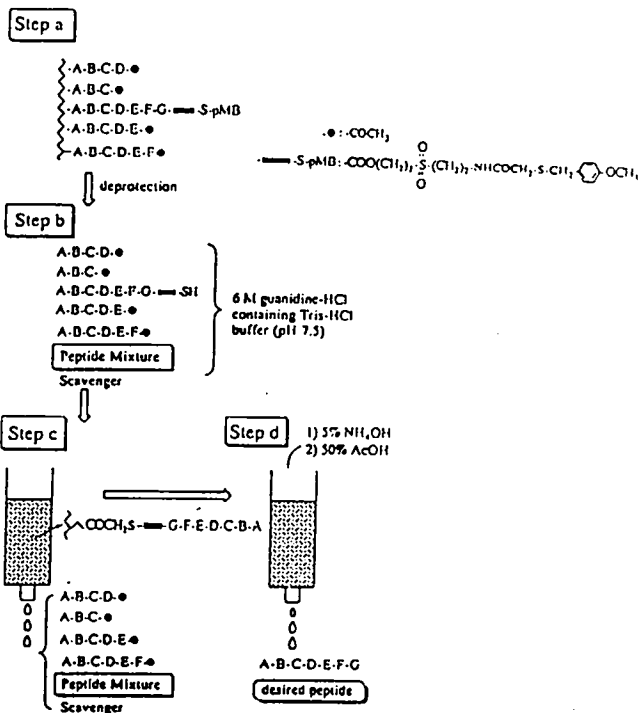 Step a
A-B-C-D-●
A-B-C-●
A-B-C-D-E-F-G-▬-S-pMB
A-B-C-D-E-●
A-B-C-D-E-F●
-●: -COCH3
-▬-S-pMB: -COO(CH2)2-S-(CH2)2-NHCOCH2-S-CH2-OCH3
O
O
deprotection
Step b
A-B-C-D-●
A-B-C-●
A-B-C-D-E-F-G-▬-SH
A-B-C-D-E-●
A-B-C-D-E-F-●
Peptide Mixture
Scavenger
6 M guanidine-HCl
containing Tris-HCl
buffer (pH 7.5)
Step c
COCH2S-▬-G-F-E-D-C-B-A
A-B-C-D-●
A-B-C-●
A-B-C-D-E-●
A-B-C-D-E-F-●
Peptide Mixture
Scavenger
Step d
1) 5% NH4OH
2) 50% AcOH
A-B-C-D-E-F-G
desired peptide